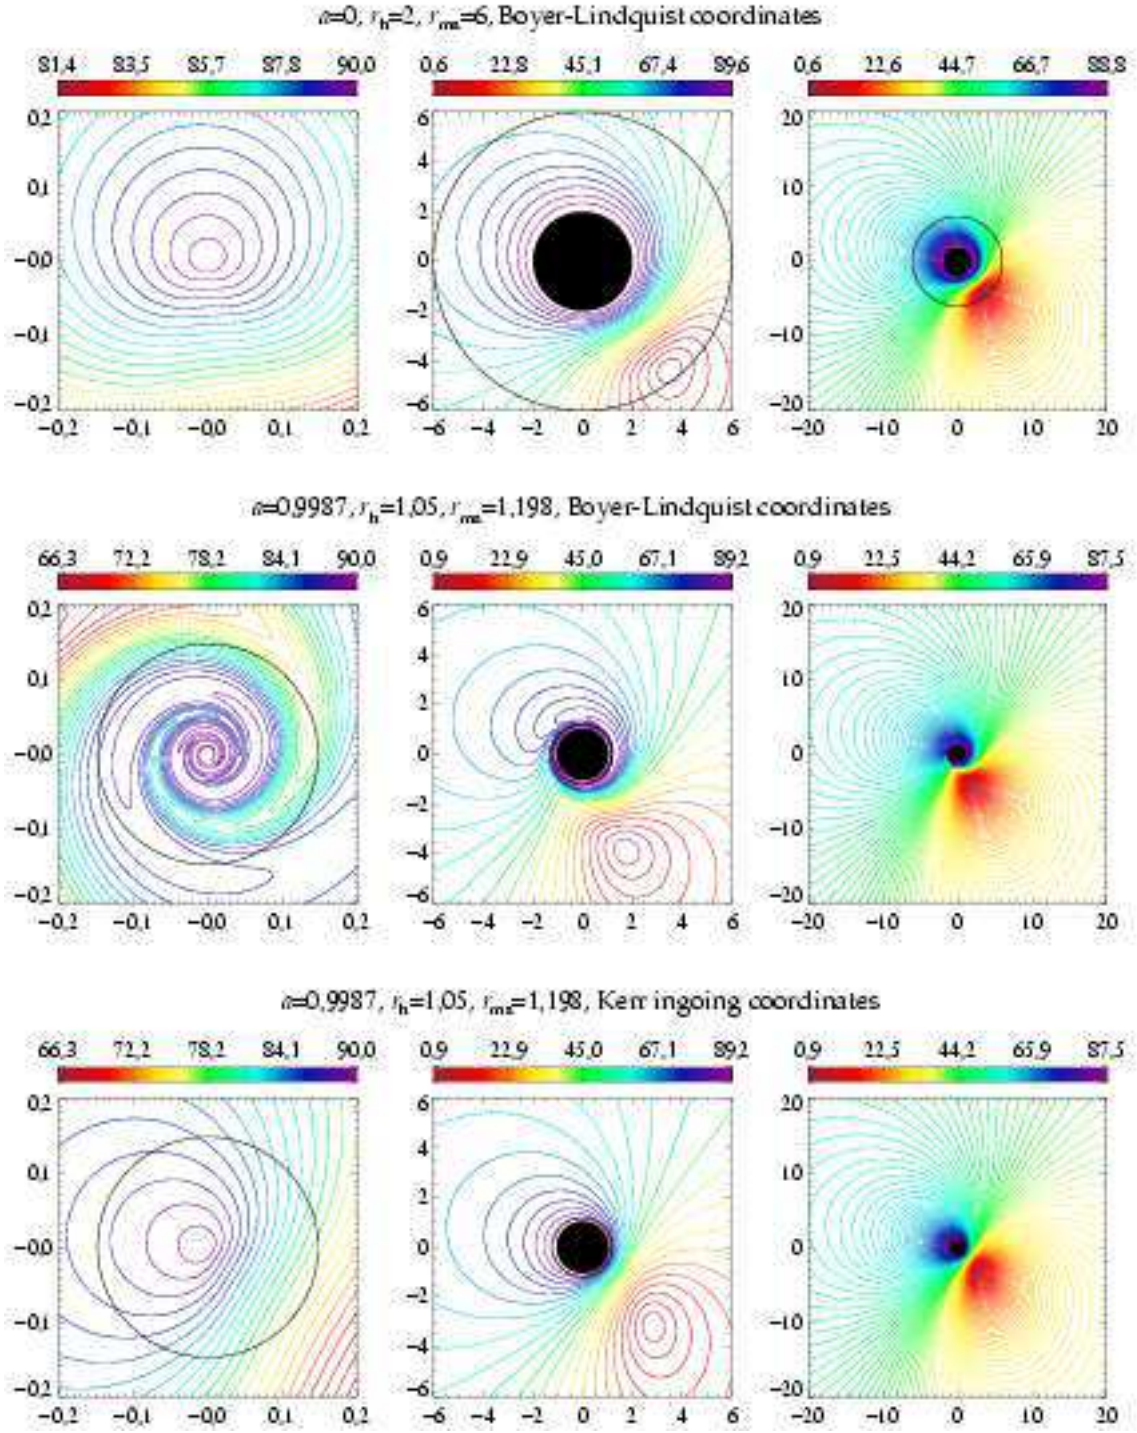 a=0, r_h=2, r_ms=6, Boyer-Lindquist coordinates
81,4 83,5 85,7 87,8 90,0
0,6 22,8 45,1 67,4 89,6
0,6 22,6 44,7 66,7 88,8
0,2 0,1 −0,0 −0,1 −0,2
6 4 2 0 −2 −4 −6
20 10 0 −10 −20
−0,2 −0,1 −0,0 0,1 0,2
−6 −4 −2 0 2 4 6
−20 −10 0 10 20
a=0,9987, r_h=1,05, r_ms=1,198, Boyer-Lindquist coordinates
66,3 72,2 78,2 84,1 90,0
0,9 22,9 45,0 67,1 89,2
0,9 22,5 44,2 65,9 87,5
0,2 0,1 −0,0 −0,1 −0,2
6 4 2 0 −2 −4 −6
20 10 0 −10 −20
−0,2 −0,1 −0,0 0,1 0,2
−6 −4 −2 0 2 4 6
−20 −10 0 10 20
a=0,9987, r_h=1,05, r_ms=1,198, Kerr ingoing coordinates
66,3 72,2 78,2 84,1 90,0
0,9 22,9 45,0 67,1 89,2
0,9 22,5 44,2 65,9 87,5
0,2 0,1 −0,0 −0,1 −0,2
6 4 2 0 −2 −4 −6
20 10 0 −10 −20
−0,2 −0,1 −0,0 0,1 0,2
−6 −4 −2 0 2 4 6
−20 −10 0 10 20